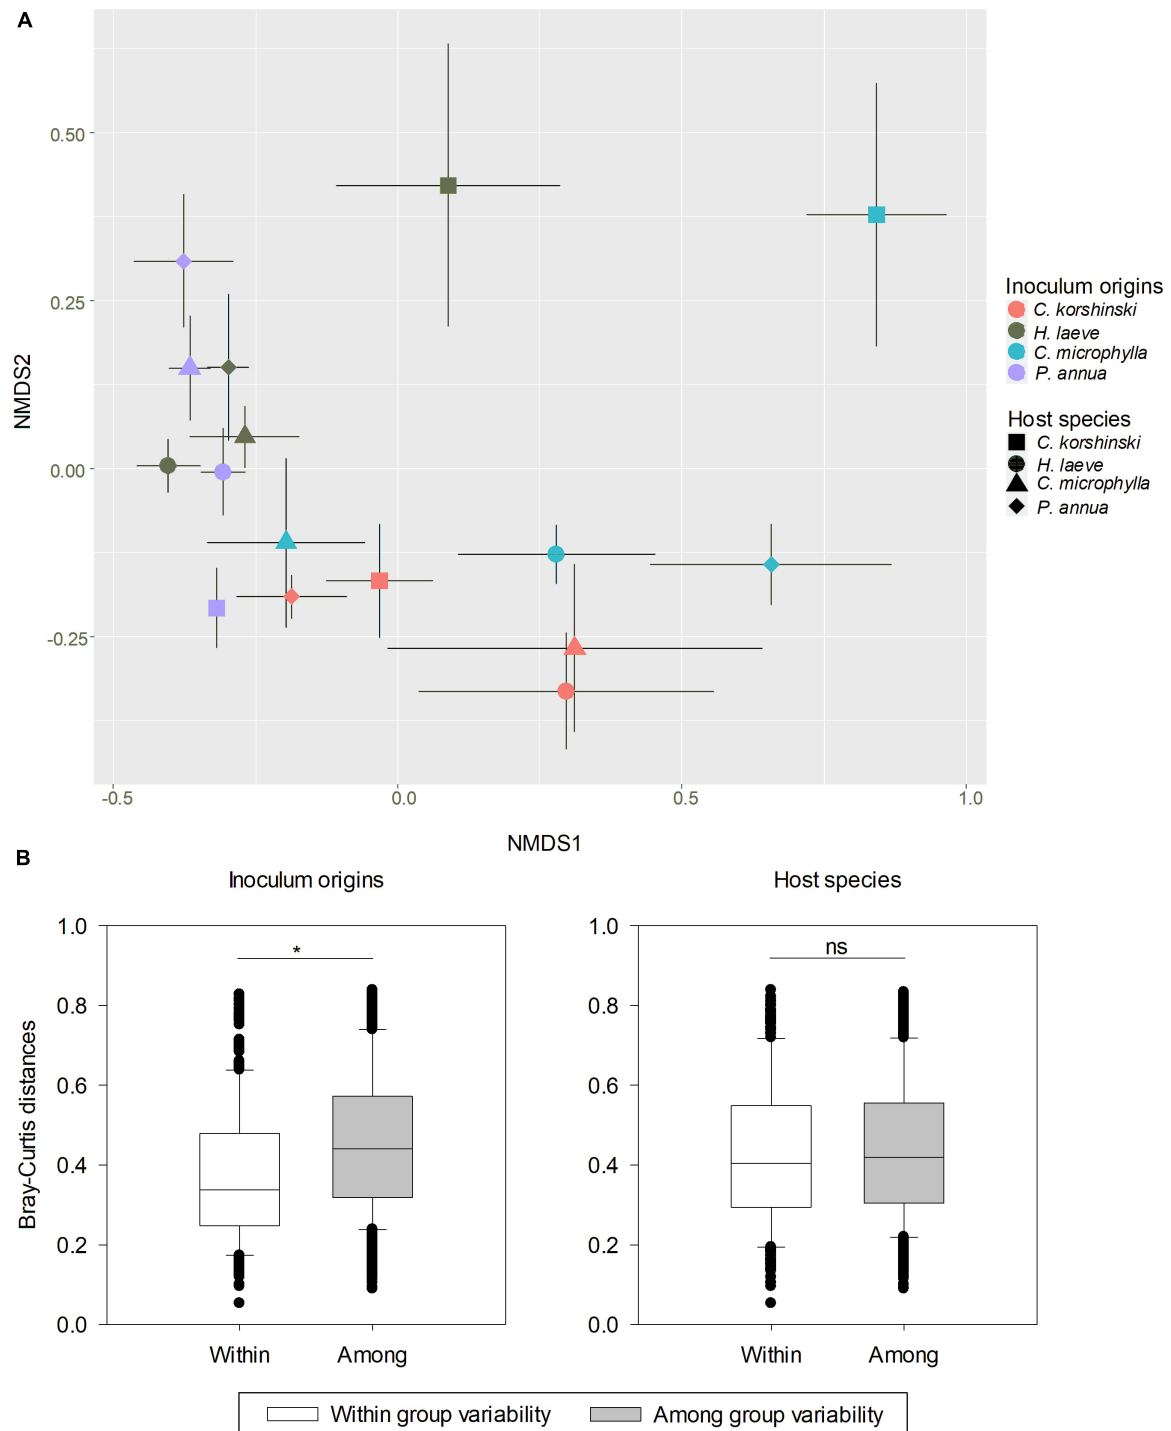 A
0.50
0.25
0.00
-0.25
NMDS2
-0.5
0.0
0.5
1.0
NMDS1
Inoculum origins
C. korshinski
H. laeve
C. microphylla
P. annua
Host species
C. korshinski
H. laeve
C. microphylla
P. annua
B
Inoculum origins
Host species
Bray-Curtis distances
1.0
0.8
0.6
0.4
0.2
0.0
*
Within
Among
1.0
0.8
0.6
0.4
0.2
0.0
ns
Within
Among
Within group variability
Among group variability